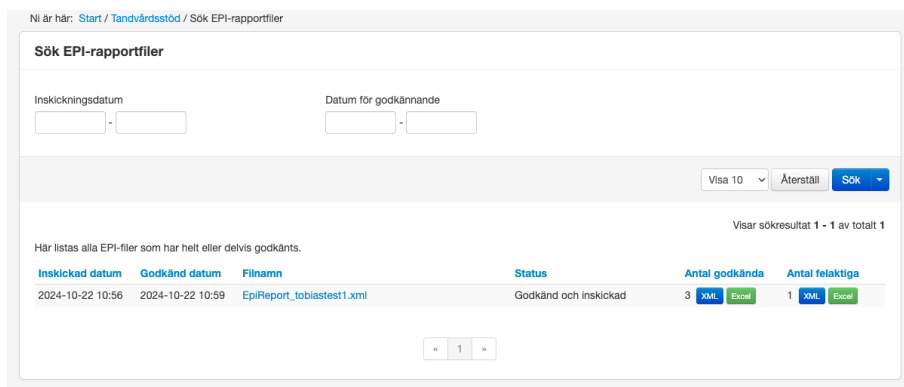 Ni är här: Start / Tandvårdsstöd / Sök EPI-rapportfiler
Sök EPI-rapportfiler
Inskickningsdatum Datum för godkännande
- -
Visa 10 Återställ Sök
Visar sökresultat 1 - 1 av totalt 1
Här listas alla EPI-filer som har helt eller delvis godkänts.
Inskickad datum Godkänd datum Filnamn Status Antal godkända Antal felaktiga
2024-10-22 10:56 2024-10-22 10:59 EpiReport_tobiastest1.xml Godkänd och inskickad 3 XML Excel 1 XML Excel
« 1 »